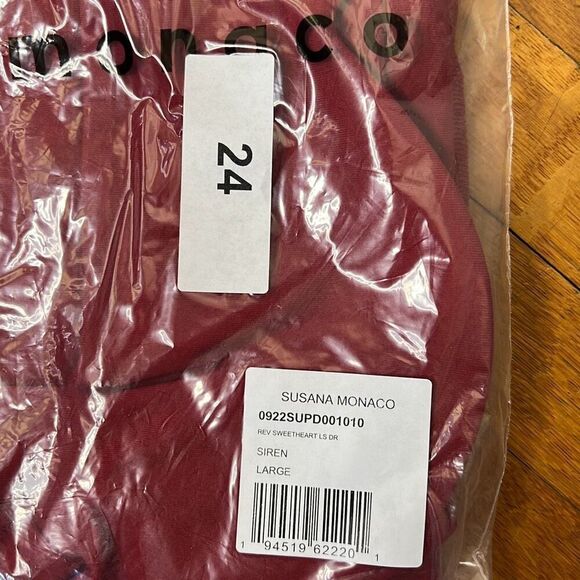 monaco
24
SUSANA MONACO
0922SUPD001010
REV SWEETHEART LS DR
SIREN
LARGE
1 94519 62220 1